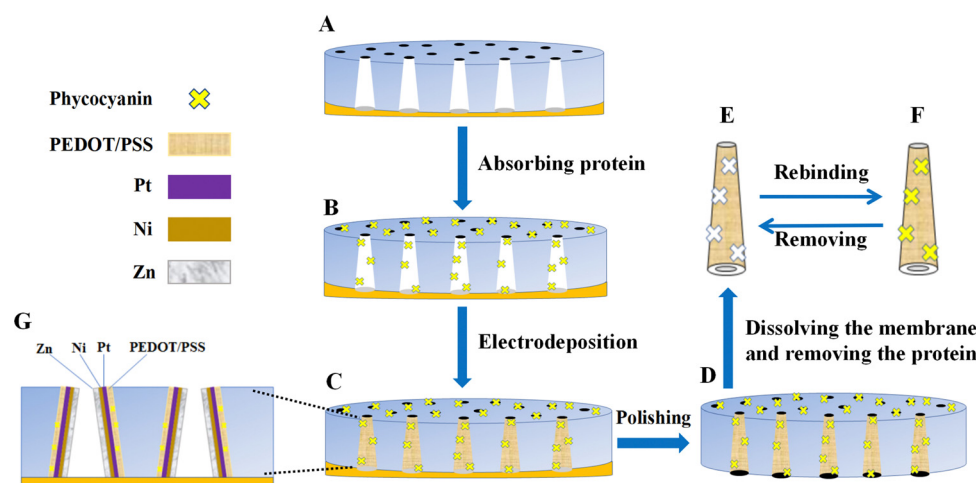 A
Phycocyanin
PEDOT/PSS
Pt
Ni
Zn
Absorbing protein
B
Electrodeposition
C
Polishing
D
Dissolving the membrane
and removing the protein
E
F
Rebinding
Removing
G
Zn Ni Pt PEDOT/PSS